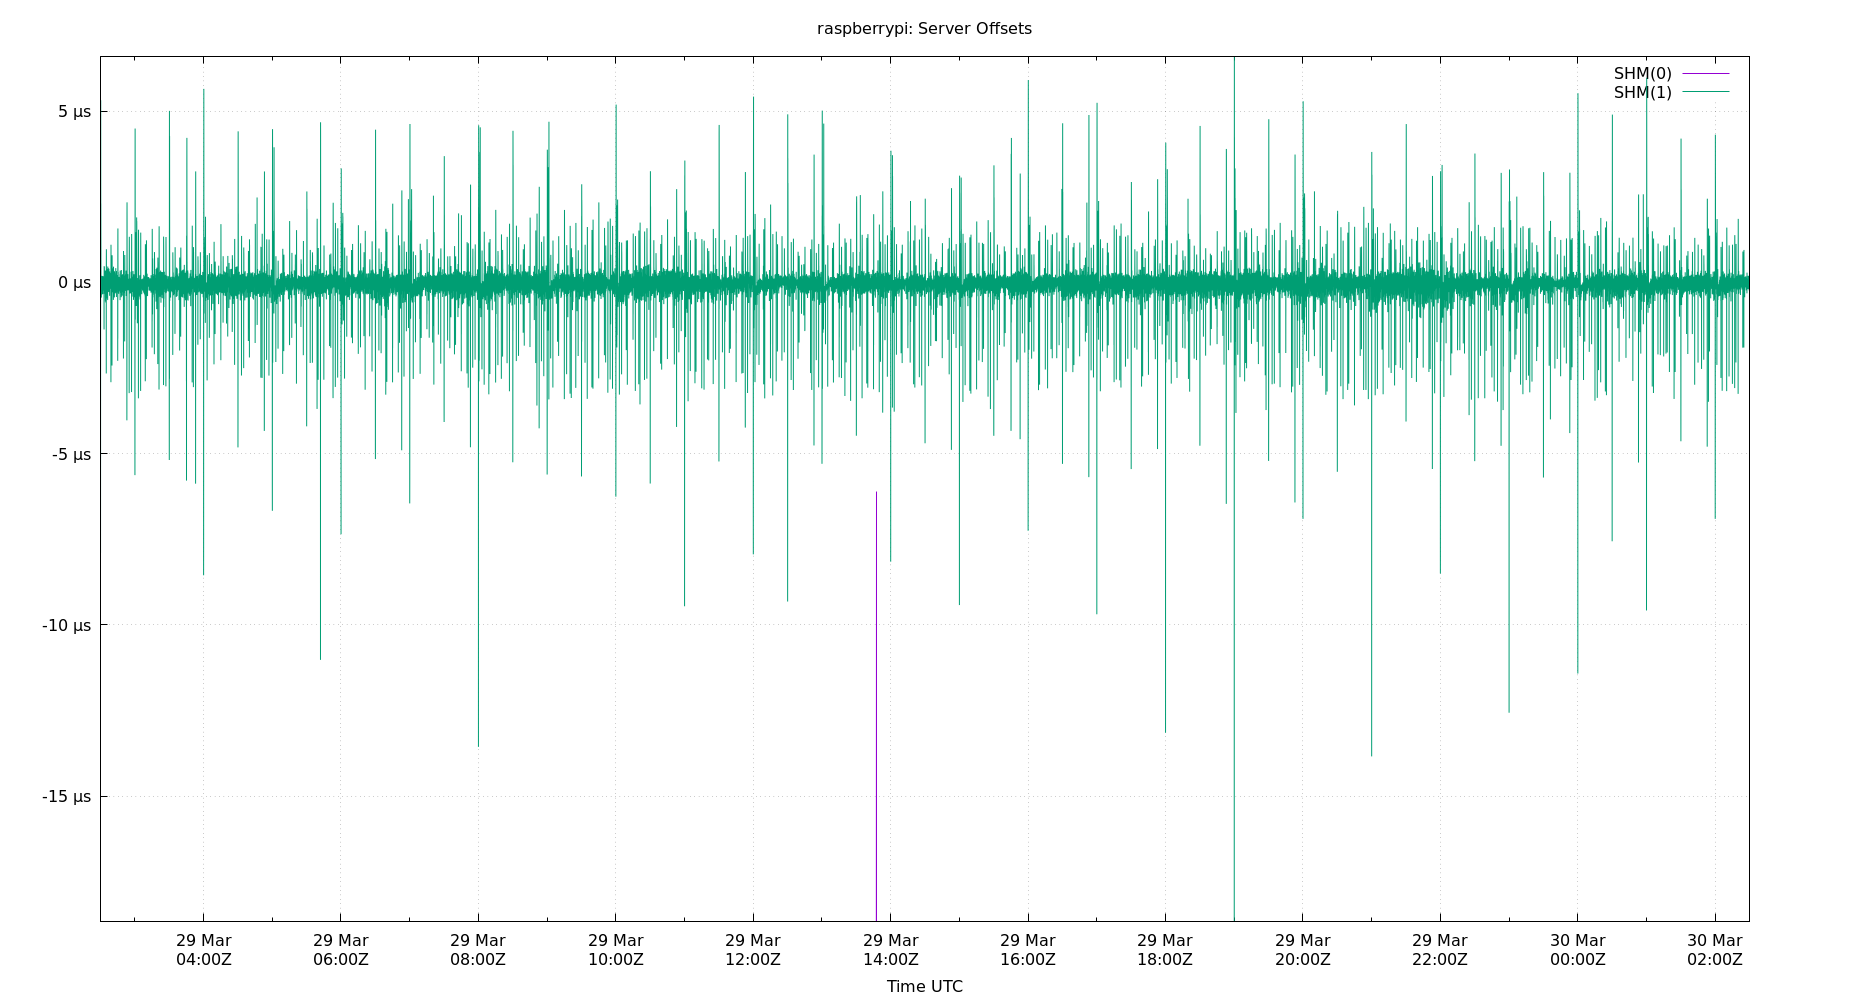 raspberrypi: Server Offsets
SHM(0)
SHM(1)
5 μs
0 μs
-5 μs
-10 μs
-15 μs
29 Mar 29 Mar 29 Mar 29 Mar 29 Mar 29 Mar 29 Mar 29 Mar 29 Mar 29 Mar 30 Mar 30 Mar
04:00Z 06:00Z 08:00Z 10:00Z 12:00Z 14:00Z 16:00Z 18:00Z 20:00Z 22:00Z 00:00Z 02:00Z
Time UTC